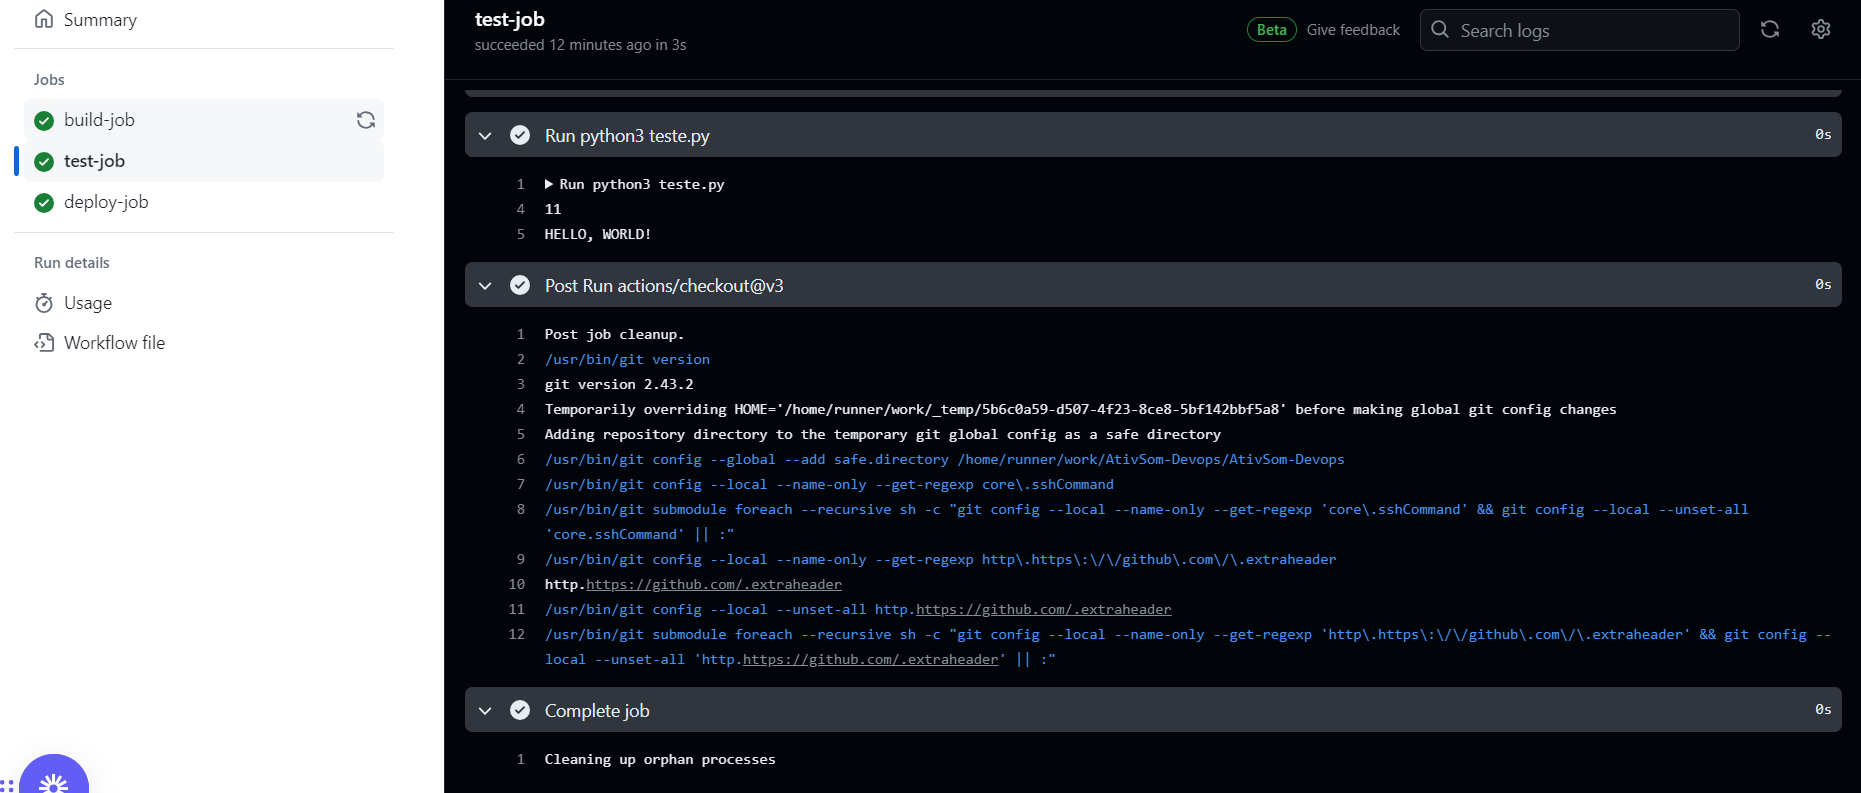 Summary
Jobs
build-job
test-job
deploy-job
Run details
Usage
Workflow file
test-job
succeeded 12 minutes ago in 3s
Beta
Give feedback
Search logs
Run python3 teste.py
0s
1 Run python3 teste.py
4 11
5 HELLO, WORLD!
Post Run actions/checkout@v3
0s
1 Post job cleanup.
2 /usr/bin/git version
3 git version 2.43.2
4 Temporarily overriding HOME='/home/runner/work/_temp/5b6c0a59-d507-4f23-8ce8-5bf142bbf5a8' before making global git config changes
5 Adding repository directory to the temporary git global config as a safe directory
6 /usr/bin/git config --global --add safe.directory /home/runner/work/AtivSom-Devops/AtivSom-Devops
7 /usr/bin/git config --local --name-only --get-regexp core\.sshCommand
8 /usr/bin/git submodule foreach --recursive sh -c "git config --local --name-only --get-regexp 'core\.sshCommand' && git config --local --unset-all
'core.sshCommand' || :"
9 /usr/bin/git config --local --name-only --get-regexp http\.https\:\/\/github\.com\/\.extraheader
10 http.https://github.com/.extraheader
11 /usr/bin/git config --local --unset-all http.https://github.com/.extraheader
12 /usr/bin/git submodule foreach --recursive sh -c "git config --local --name-only --get-regexp 'http\.https\:\/\/github\.com\/\.extraheader' && git config --
local --unset-all 'http.https://github.com/.extraheader' || :"
Complete job
0s
1 Cleaning up orphan processes